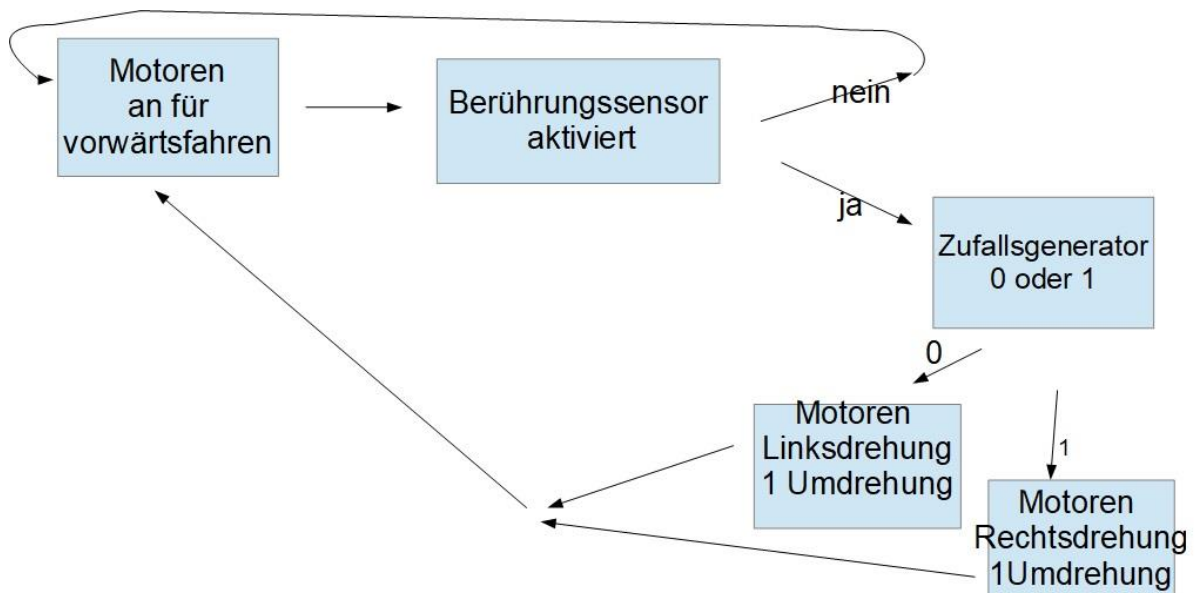 Motoren
an für
vorwärtsfahren
Berührungssensor
aktiviert
nein
ja
Zufallsgenerator
0 oder 1
0
Motoren
Linksdrehung
1 Umdrehung
1
Motoren
Rechtsdrehung
1Umdrehung